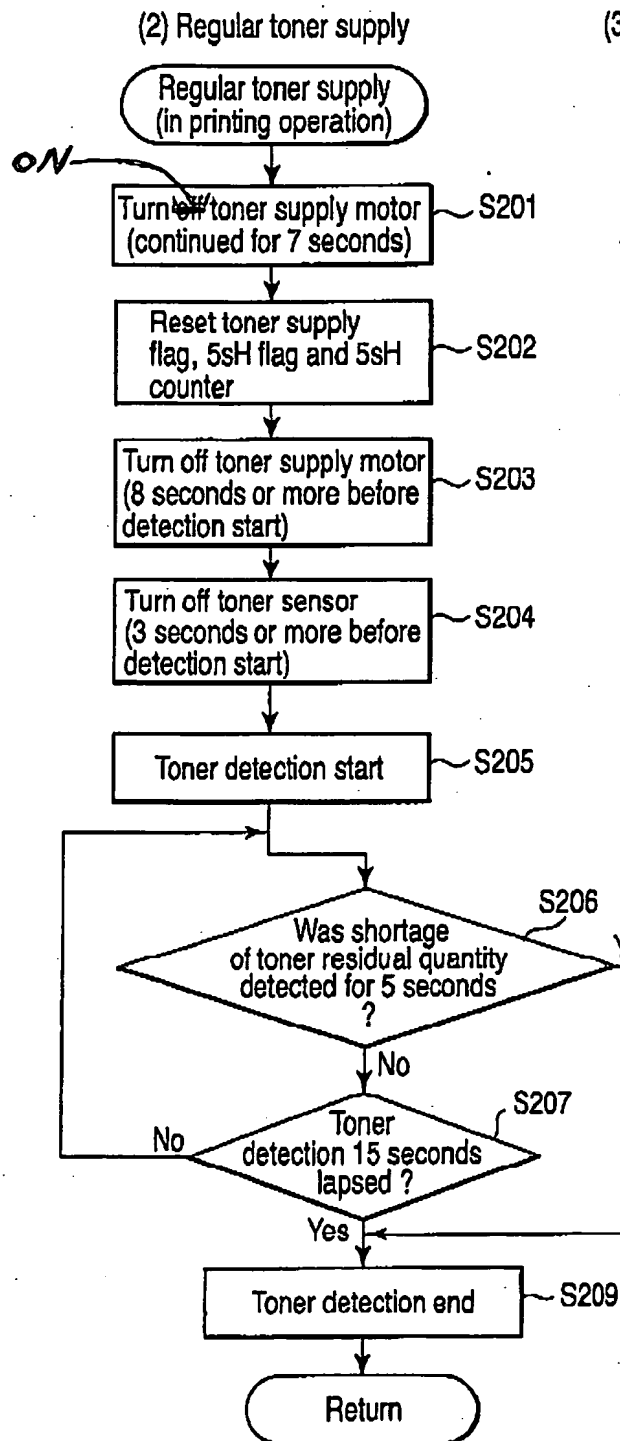 (2) Regular toner supply
(3
Regular toner supply
(in printing operation)
ON
Turn off toner supply motor
(continued for 7 seconds)
S201
Reset toner supply
flag, 5sH flag and 5sH
counter
S202
Turn off toner supply motor
(8 seconds or more before
detection start)
S203
Turn off toner sensor
(3 seconds or more before
detection start)
S204
Toner detection start
S205
S206
Was shortage
of toner residual quantity
detected for 5 seconds
?
Y
No
S207
Toner
detection 15 seconds
lapsed ?
No
Yes
Toner detection end
S209
Return